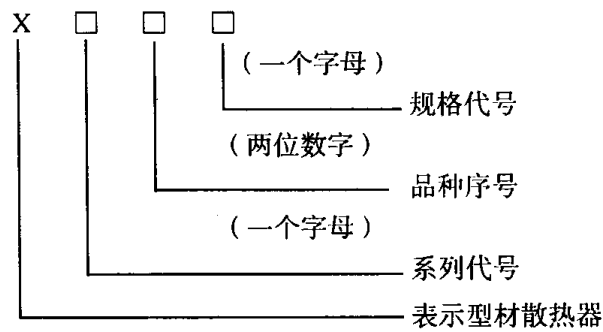 X □ □ □
（一个字母）
规格代号
（两位数字）
品种序号
（一个字母）
系列代号
表示型材散热器